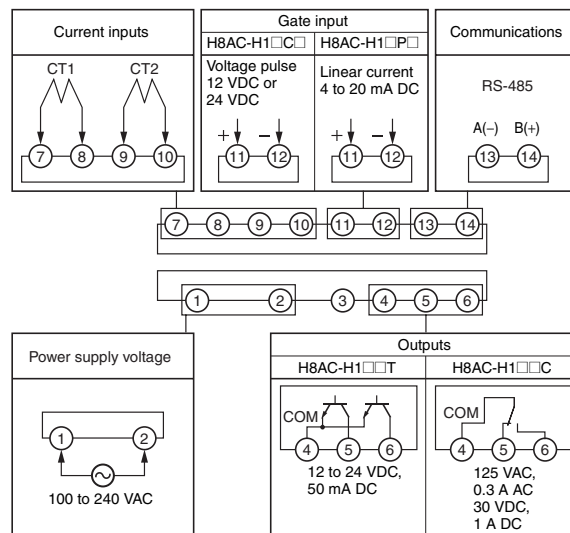 Current inputs
CT1 CT2
7 8 9 10
Gate input
H8AC-H1□C□
Voltage pulse
12 VDC or
24 VDC
+ −
11 12
H8AC-H1□P□
Linear current
4 to 20 mA DC
+ −
11 12
Communications
RS-485
A(−) B(+)
13 14
7 8 9 10 11 12 13 14
1 2 3 4 5 6
Power supply voltage
1 2
100 to 240 VAC
Outputs
H8AC-H1□□T
COM
4 5 6
12 to 24 VDC,
50 mA DC
H8AC-H1□□C
COM
4 5 6
125 VAC,
0.3 A AC
30 VDC,
1 A DC